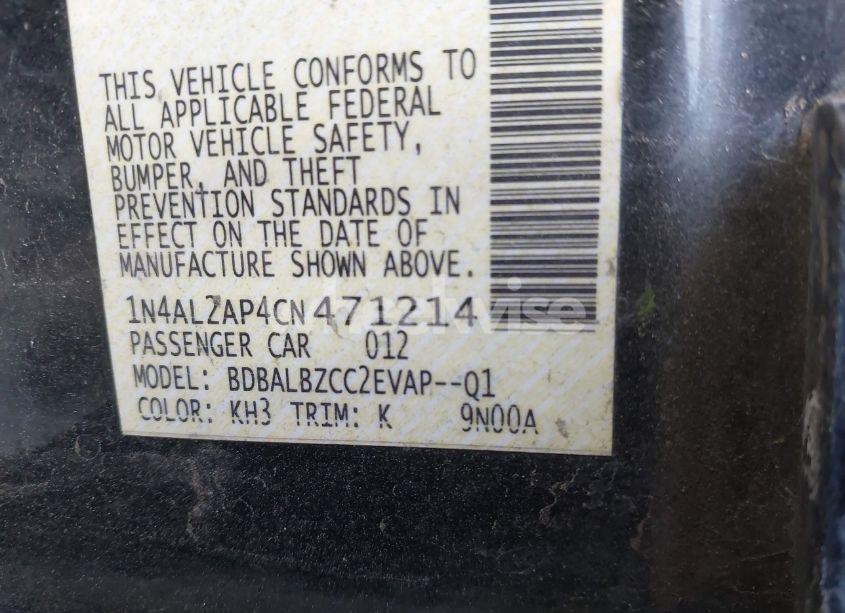 THIS VEHICLE CONFORMS TO
ALL APPLICABLE FEDERAL
MOTOR VEHICLE SAFETY,
BUMPER, AND THEFT
PREVENTION STANDARDS IN
EFFECT ON THE DATE OF
MANUFACTURE SHOWN ABOVE.
1N4AL2AP4CN471214
PASSENGER CAR 012
MODEL: BDBALBZCC2EVAP--Q1
COLOR: KH3 TRIM: K 9N00A